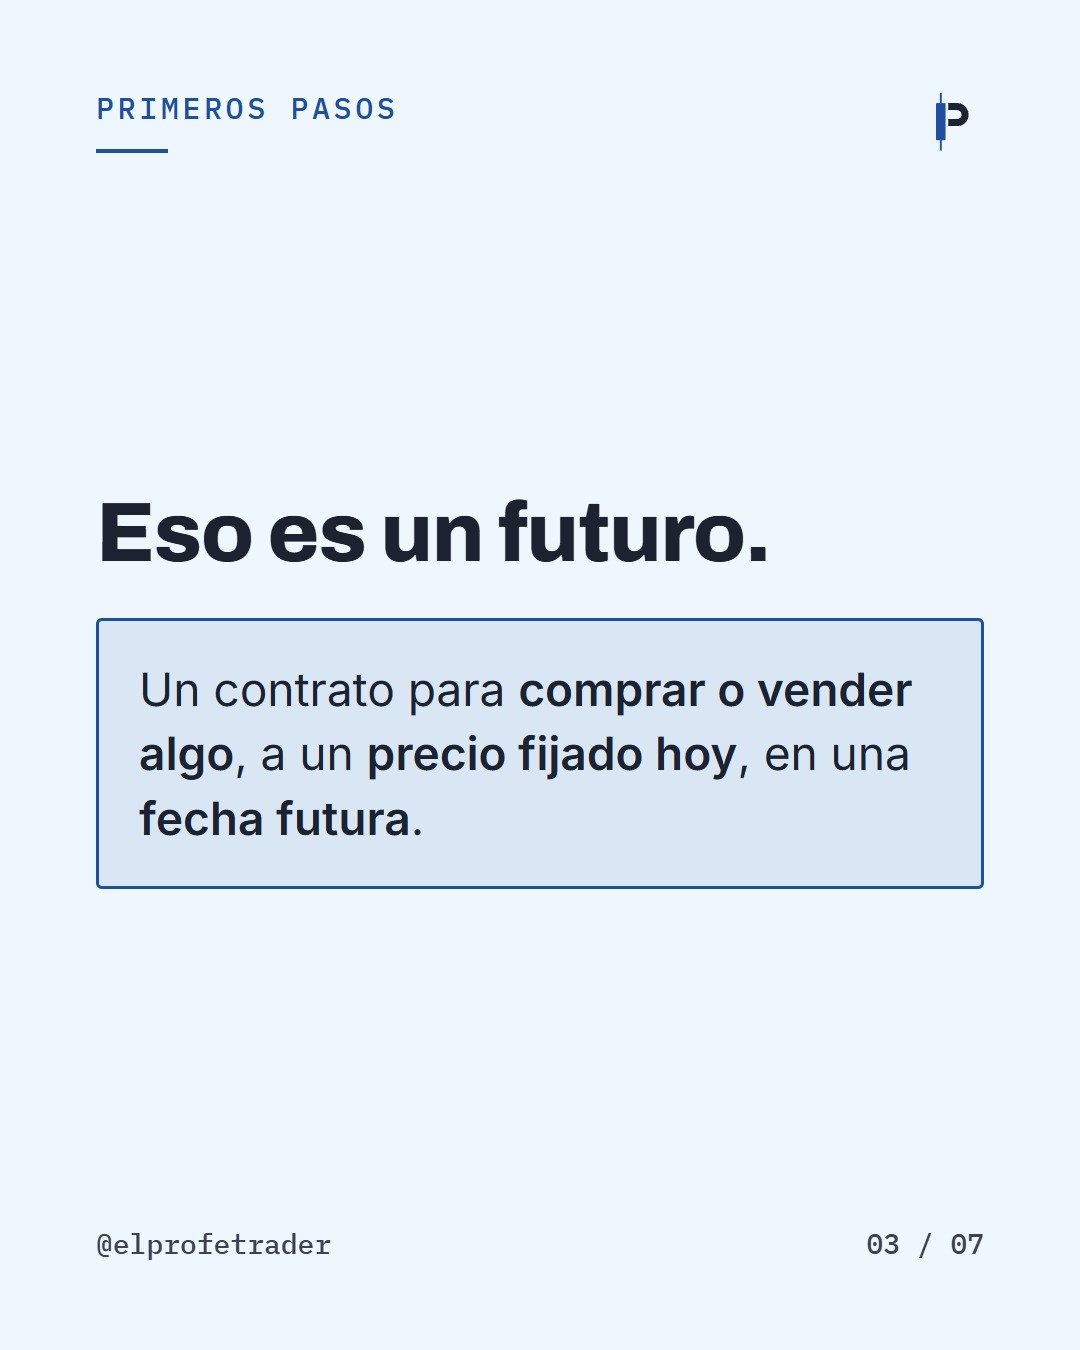 PRIMEROS PASOS
Eso es un futuro.
Un contrato para comprar o vender
algo, a un precio fijado hoy, en una
fecha futura.
@elprofetrader
03 / 07